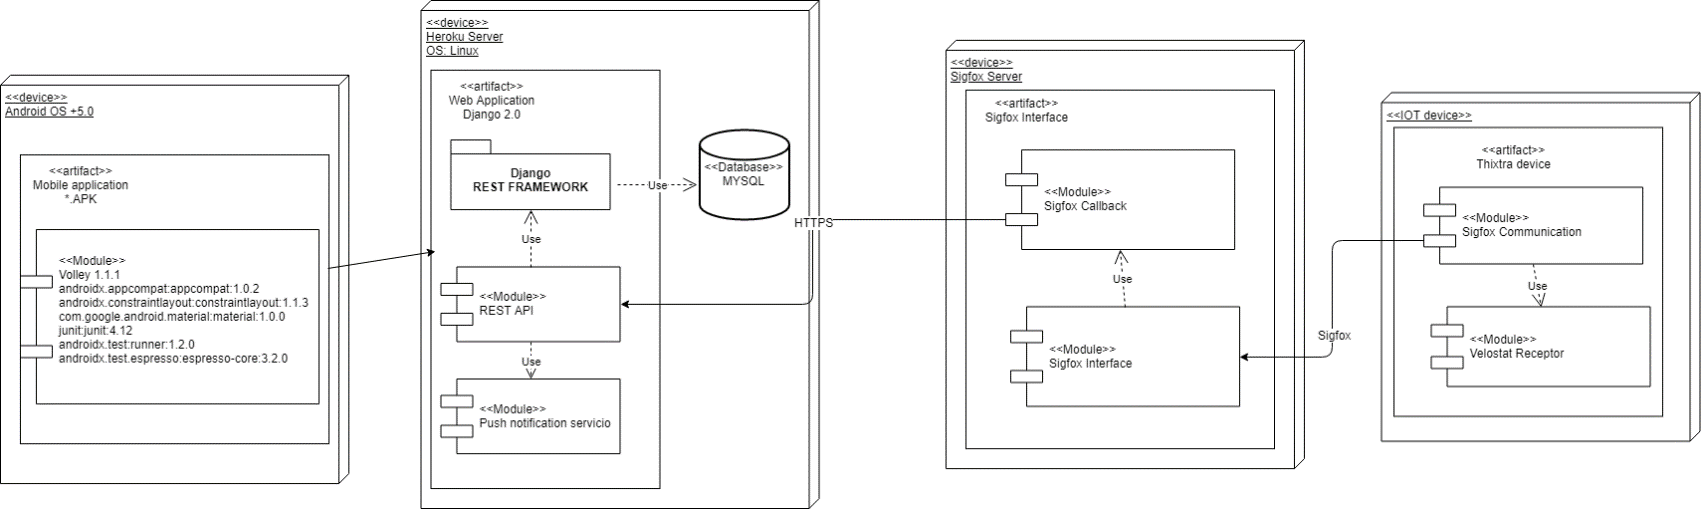 <<device>>
Android OS +5.0
<<artifact>>
Mobile application
*.APK
<<Module>>
Volley 1.1.1
androidx.appcompat:appcompat:1.0.2
androidx.constraintlayout:constraintlayout:1.1.3
com.google.android.material:material:1.0.0
junit:junit:4.12
androidx.test:runner:1.2.0
androidx.test.espresso:espresso-core:3.2.0
<<device>>
Heroku Server
OS: Linux
<<artifact>>
Web Application
Django 2.0
Django
REST FRAMEWORK
Use
<<Database>>
MYSQL
Use
<<Module>>
REST API
Use
<<Module>>
Push notification servicio
HTTPS
<<device>>
Sigfox Server
<<artifact>>
Sigfox Interface
<<Module>>
Sigfox Callback
Use
<<Module>>
Sigfox Interface
Sigfox
<<IOT device>>
<<artifact>>
Thixtra device
<<Module>>
Sigfox Communication
Use
<<Module>>
Velostat Receptor